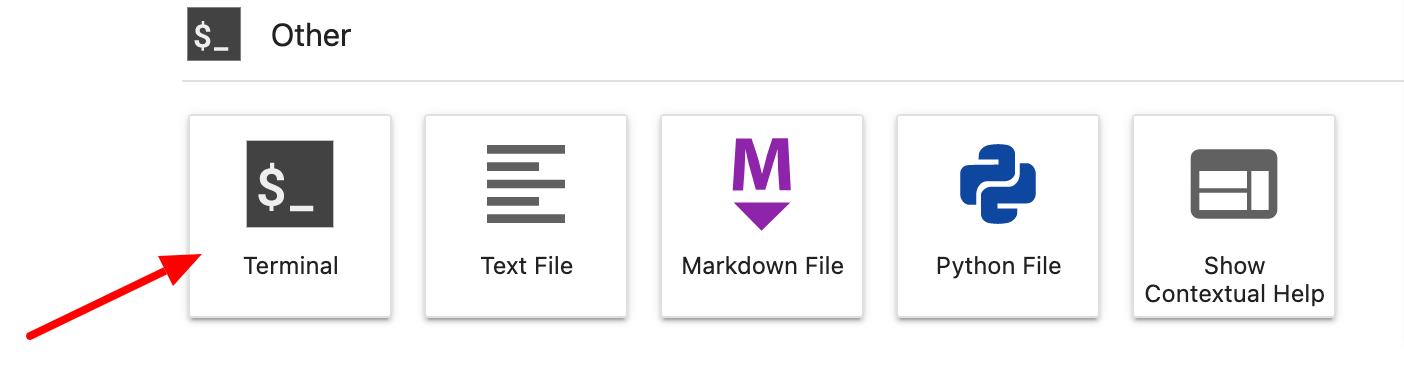 $_ Other
$_
M
Terminal
Text File
Markdown File
Python File
Show
Contextual Help